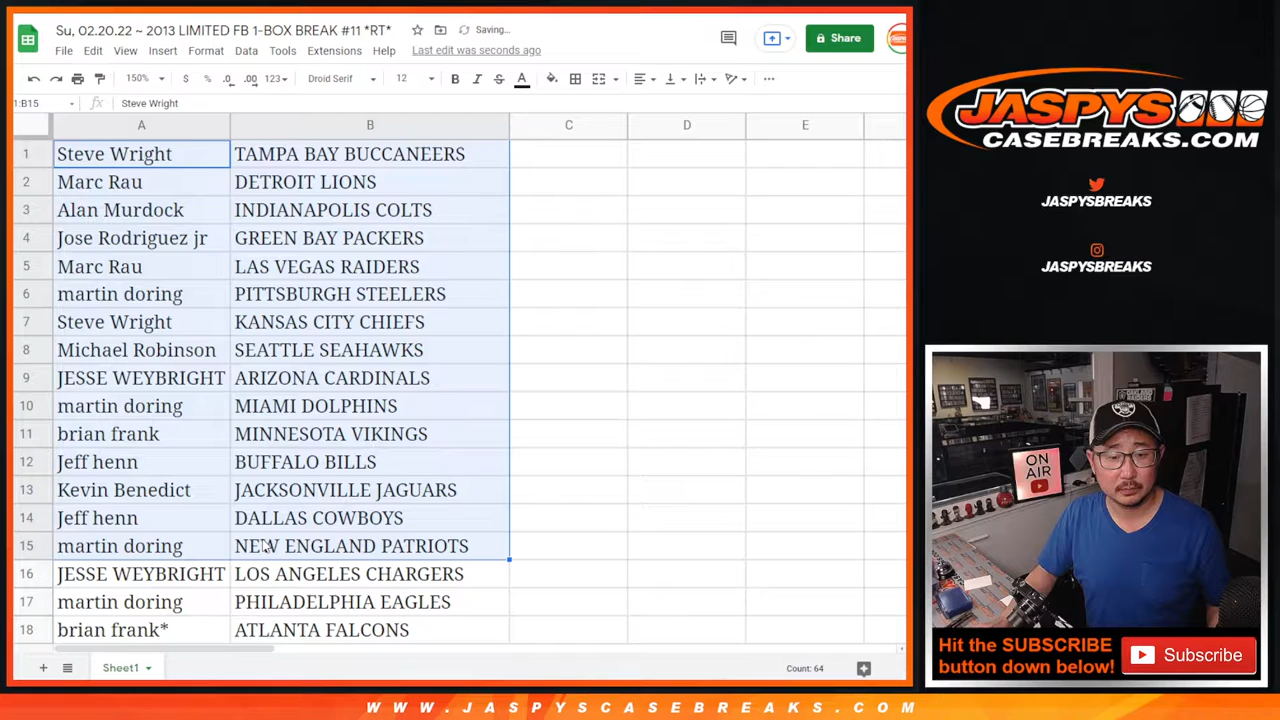 Su, 02.20.22 ~ 2013 LIMITED FB 1-BOX BREAK #11 *RT* Saving...
File Edit View Insert Format Data Tools Extensions Help Last edit was seconds ago
Share
150% $ % .0 .00 123 Droid Serif 12 B I S A
1:B15 fx Steve Wright
A B C D E
1 Steve Wright TAMPA BAY BUCCANEERS
2 Marc Rau DETROIT LIONS
3 Alan Murdock INDIANAPOLIS COLTS
4 Jose Rodriguez jr GREEN BAY PACKERS
5 Marc Rau LAS VEGAS RAIDERS
6 martin doring PITTSBURGH STEELERS
7 Steve Wright KANSAS CITY CHIEFS
8 Michael Robinson SEATTLE SEAHAWKS
9 JESSE WEYBRIGHT ARIZONA CARDINALS
10 martin doring MIAMI DOLPHINS
11 brian frank MINNESOTA VIKINGS
12 Jeff henn BUFFALO BILLS
13 Kevin Benedict JACKSONVILLE JAGUARS
14 Jeff henn DALLAS COWBOYS
15 martin doring NEW ENGLAND PATRIOTS
16 JESSE WEYBRIGHT LOS ANGELES CHARGERS
17 martin doring PHILADELPHIA EAGLES
18 brian frank* ATLANTA FALCONS
Sheet1 Count: 64
JASPYS
CASEBREAKS.COM
JASPYSBREAKS
JASPYSBREAKS
ON
AIR
Hit the SUBSCRIBE
button down below!
Subscribe
WWW.JASPYSCASEBREAKS.COM